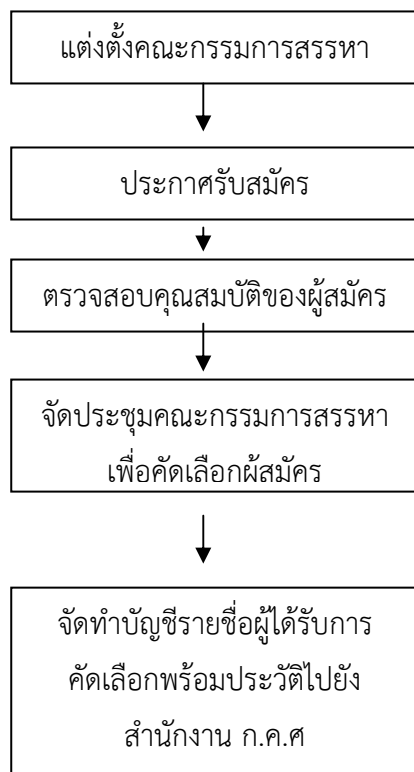 แต่งตั้งคณะกรรมการสรรหา
ประกาศรับสมัคร
ตรวจสอบคุณสมบัติของผู้สมัคร
จัดประชุมคณะกรรมการสรรหา
เพื่อคัดเลือกผู้สมัคร
จัดทำบัญชีรายชื่อผู้ได้รับการ
คัดเลือกพร้อมประวัติไปยัง
สำนักงาน ก.ค.ศ